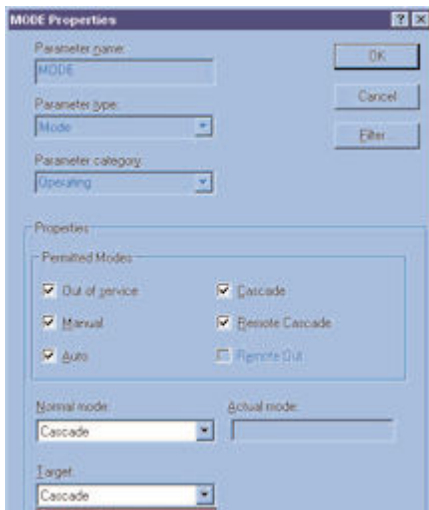 MODE Properties
Parameter name:
OK
MODE
Parameter type:
Cancel
Mode
Filter...
Parameter category:
Operating
Properties
Permitted Modes
Out of service
Cascade
Manual
Remote Cascade
Auto
Remote Out
Normal mode:
Actual mode:
Cascade
Target:
Cascade